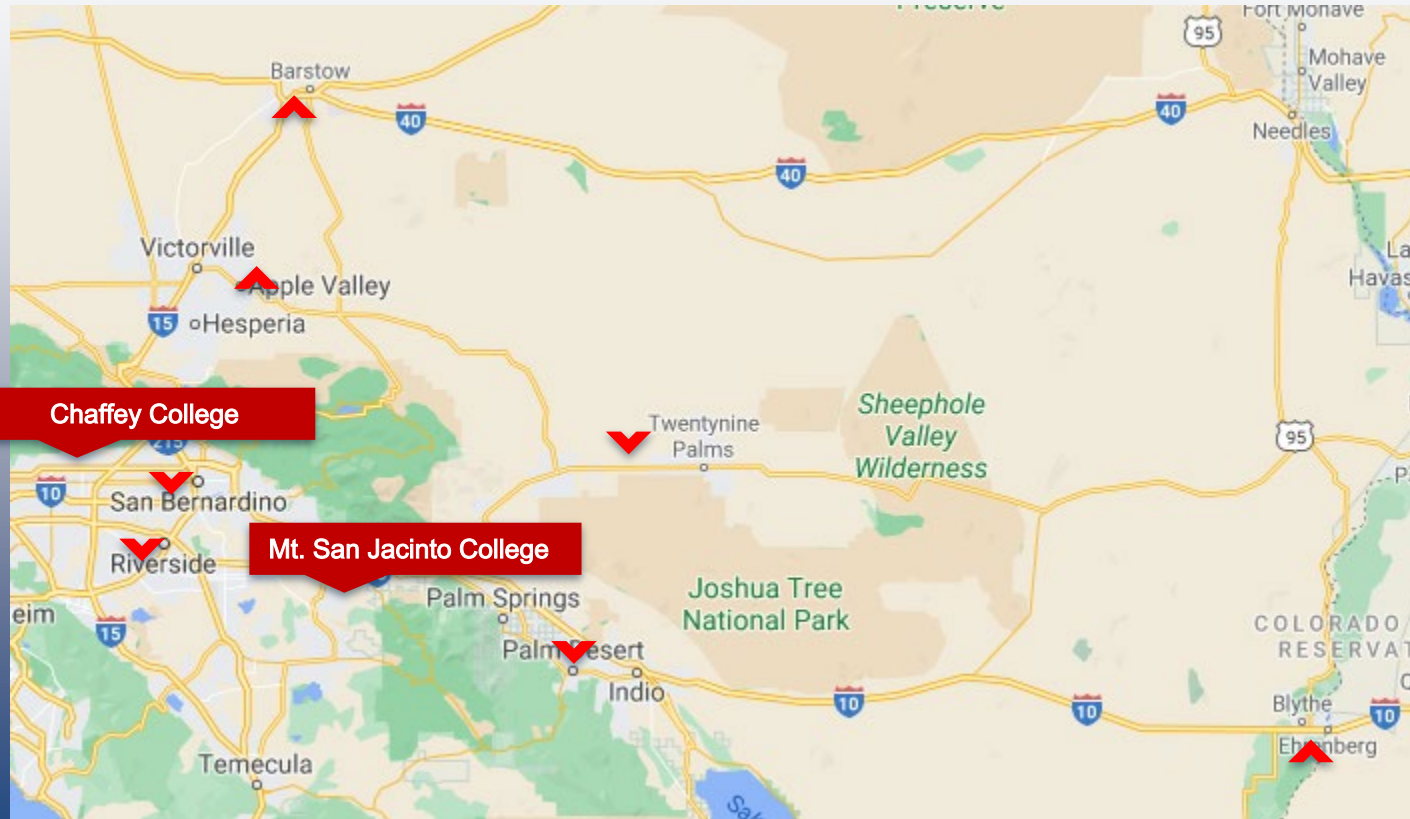 Preserve
Fort Mohave
95
Mohave
Valley
Barstow
40
40
Needles
40
Victorville
Apple Valley
15
Hesperia
La
Havas
Chaffey College
215
Sheephole
Valley
Wilderness
Twentynine
Palms
95
10
San Bernardino
Riverside
Mt. San Jacinto College
Joshua Tree
National Park
Palm Springs
eim
15
COLORADO
RESERVAT
Palm Desert
Indio
10
10
Blythe
10
Ehrenberg
Temecula